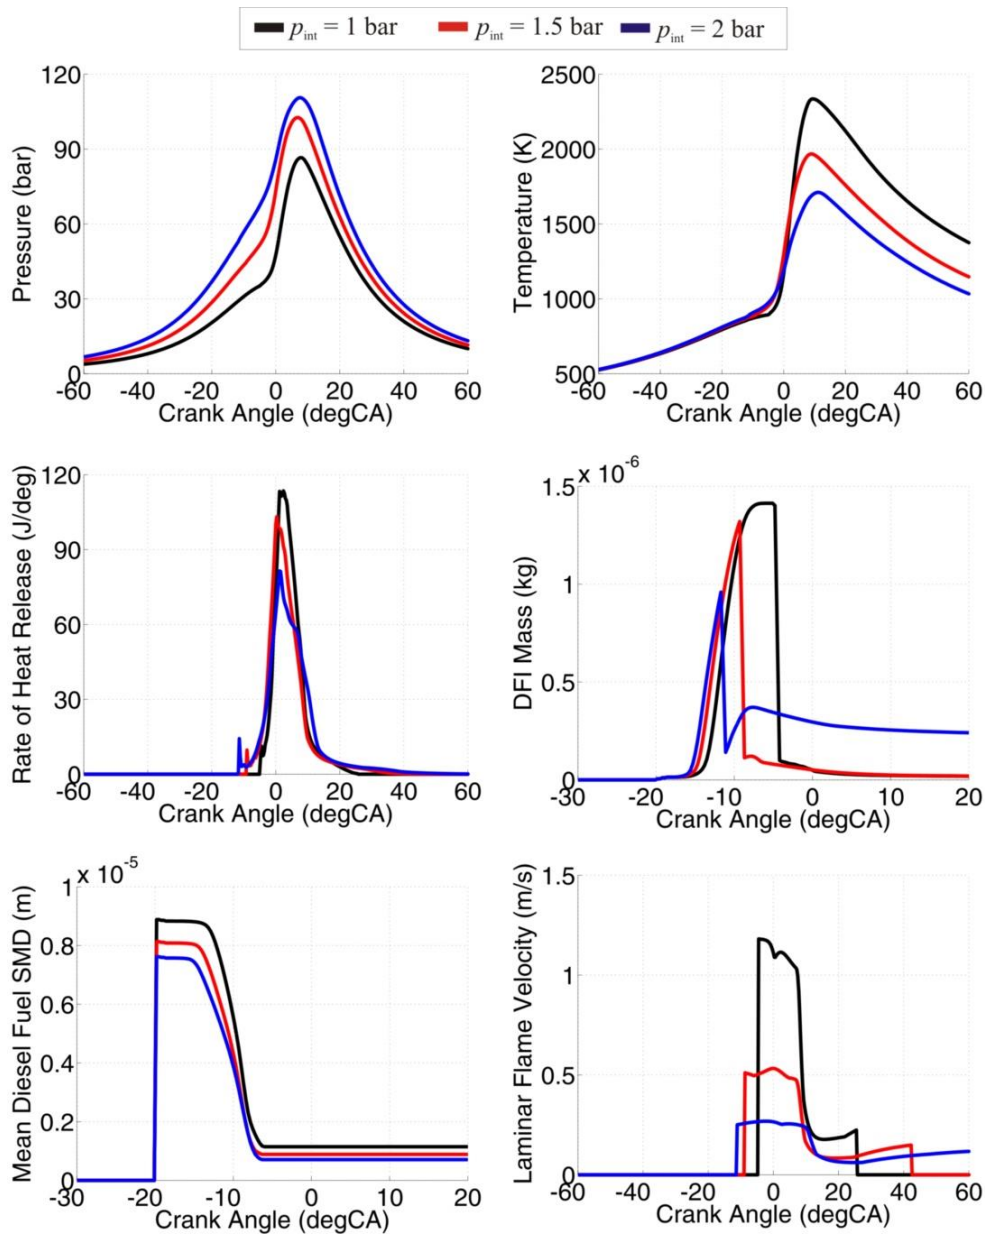 p_int = 1 bar p_int = 1.5 bar p_int = 2 bar
Pressure (bar)
120
90
60
30
0
-60 -40 -20 0 20 40 60
Crank Angle (degCA)
Temperature (K)
2500
2000
1500
1000
500
-60 -40 -20 0 20 40 60
Crank Angle (degCA)
Rate of Heat Release (J/deg)
120
90
60
30
0
-60 -40 -20 0 20 40 60
Crank Angle (degCA)
x 10^-6
DFI Mass (kg)
1.5
1
0.5
0
-30 -20 -10 0 10 20
Crank Angle (degCA)
x 10^-5
Mean Diesel Fuel SMD (m)
1
0.8
0.6
0.4
0.2
0
-30 -20 -10 0 10 20
Crank Angle (degCA)
Laminar Flame Velocity (m/s)
1.5
1
0.5
0
-60 -40 -20 0 20 40 60
Crank Angle (degCA)